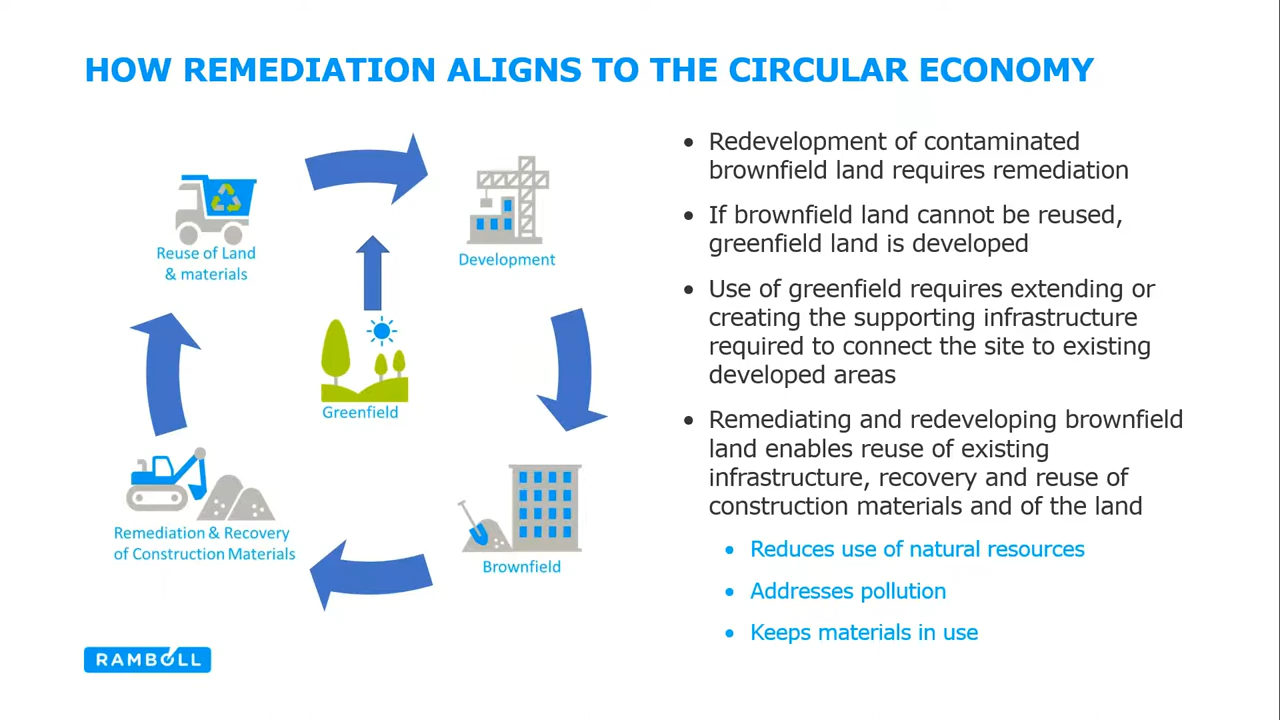 HOW REMEDIATION ALIGNS TO THE CIRCULAR ECONOMY
Reuse of Land
& materials
Development
Greenfield
Remediation & Recovery
of Construction Materials
Brownfield
• Redevelopment of contaminated
brownfield land requires remediation
• If brownfield land cannot be reused,
greenfield land is developed
• Use of greenfield requires extending or
creating the supporting infrastructure
required to connect the site to existing
developed areas
• Remediating and redeveloping brownfield
land enables reuse of existing
infrastructure, recovery and reuse of
construction materials and of the land
• Reduces use of natural resources
• Addresses pollution
• Keeps materials in use
RAMBOLL